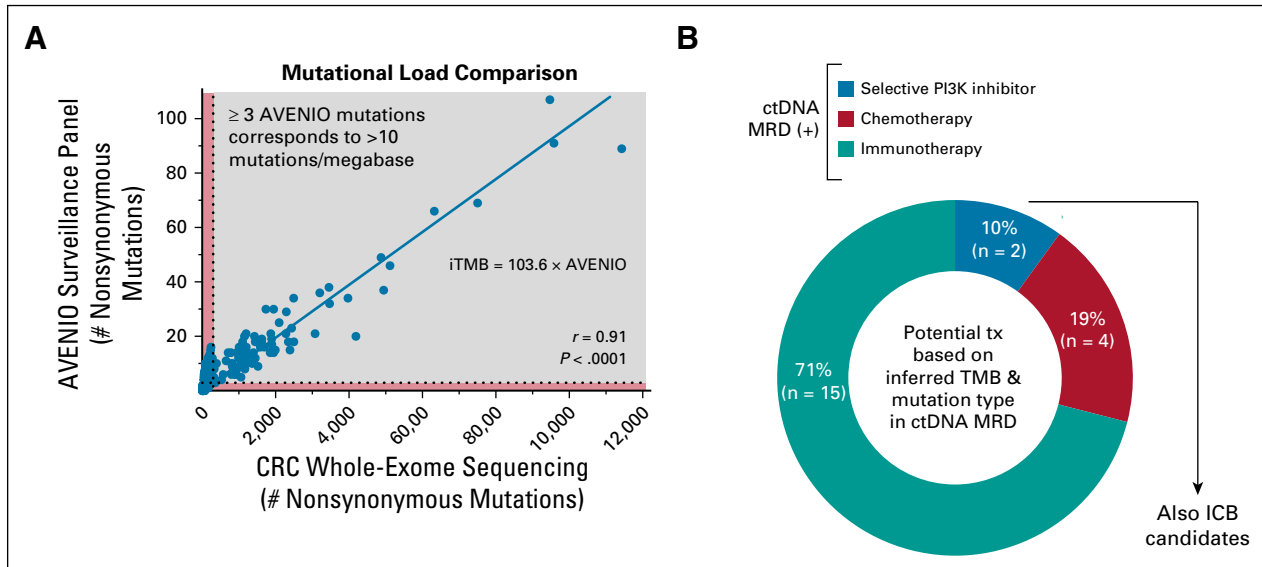 A
Mutational Load Comparison
AVENIO Surveillance Panel
(# Nonsynonymous
Mutations)
100
80
60
40
20
≥ 3 AVENIO mutations
corresponds to >10
mutations/megabase
iTMB = 103.6 × AVENIO
r = 0.91
P < .0001
0
2,000
4,000
60,00
80,00
10,000
12,000
CRC Whole-Exome Sequencing
(# Nonsynonymous Mutations)
B
ctDNA
MRD (+)
Selective PI3K inhibitor
Chemotherapy
Immunotherapy
10%
(n = 2)
19%
(n = 4)
71%
(n = 15)
Potential tx
based on
inferred TMB &
mutation type
in ctDNA MRD
Also ICB
candidates